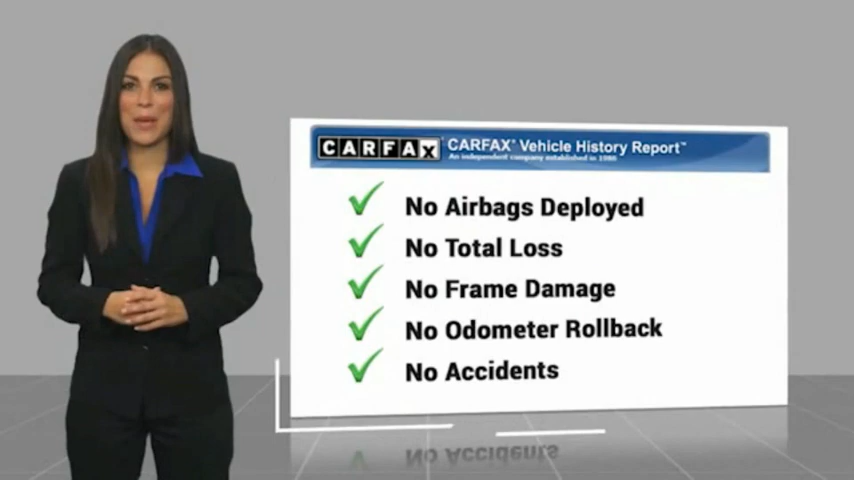 CARFAX CARFAX® Vehicle History Report™
An independent company established in 1986
No Airbags Deployed
No Total Loss
No Frame Damage
No Odometer Rollback
No Accidents
No Accidents